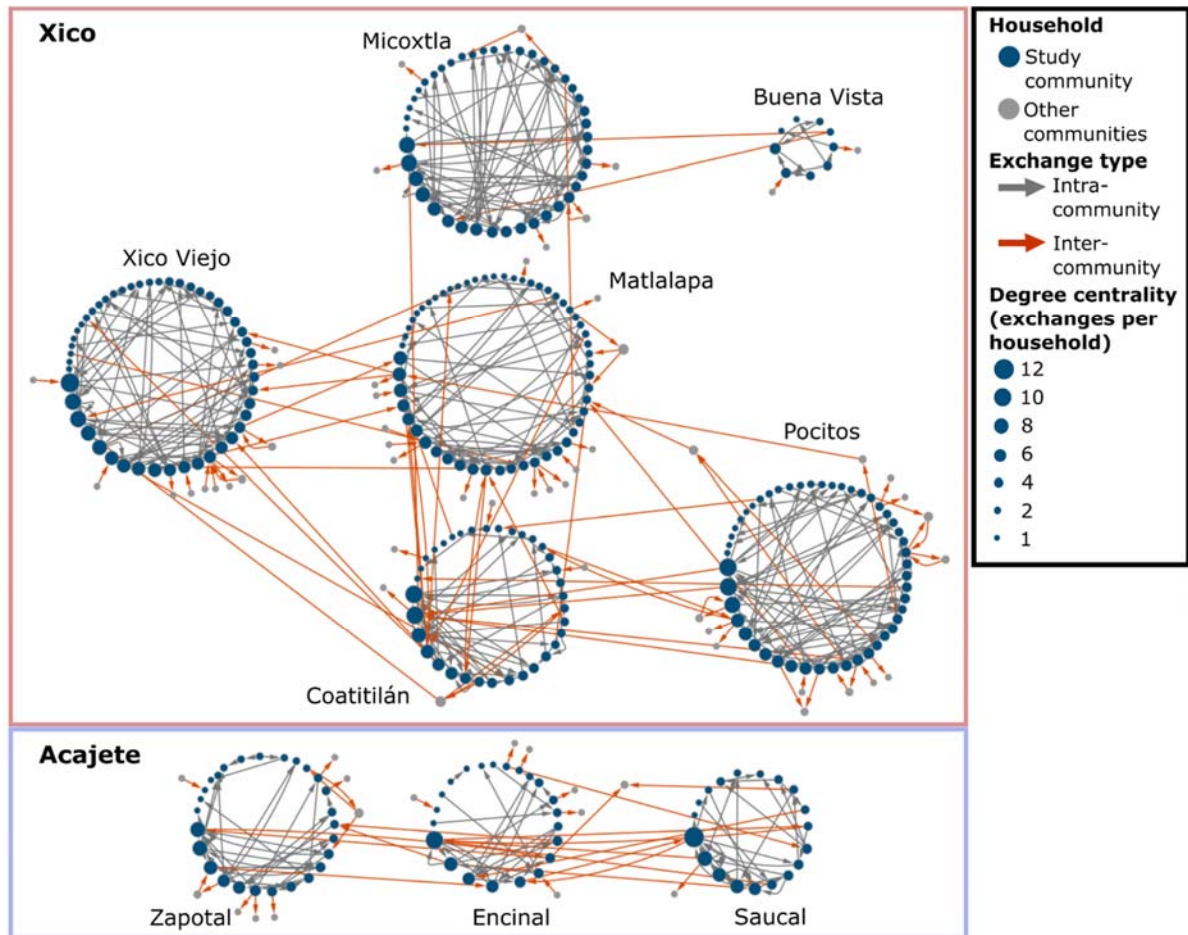 Xico
Micoxtla
Buena Vista
Xico Viejo
Matlalapa
Pocitos
Coatitilán
Acajete
Zapotal
Encinal
Saucal
Household
Study
community
Other
communities
Exchange type
Intra-
community
Inter-
community
Degree centrality
(exchanges per
household)
12
10
8
6
4
2
1